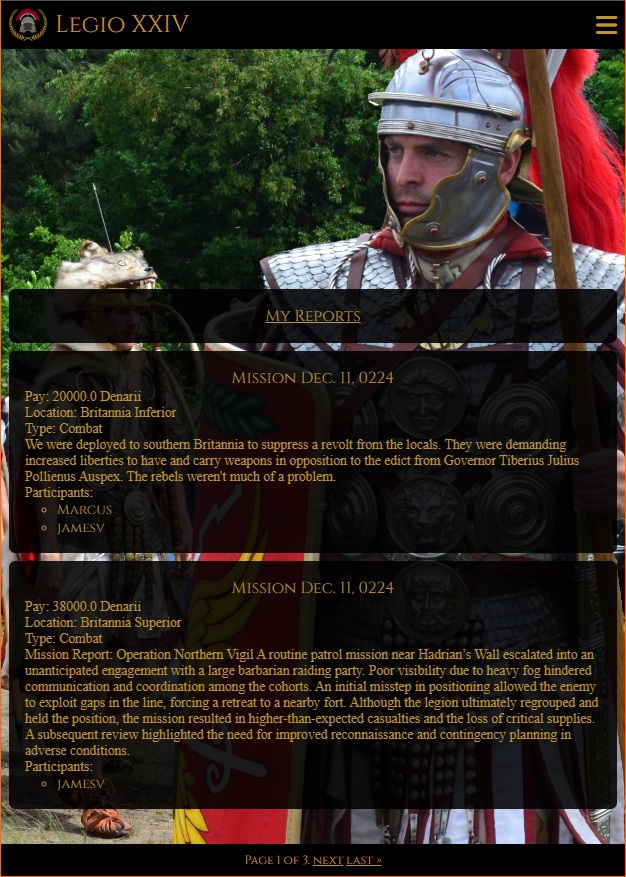 Legio XXIV
My Reports
Mission Dec. 11, 0224
Pay: 20000.0 Denarii
Location: Britannia Inferior
Type: Combat
We were deployed to southern Britannia to suppress a revolt from the locals. They were demanding
increased liberties to have and carry weapons in opposition to the edict from Governor Tiberius Julius
Pollienus Auspex. The rebels weren't much of a problem.
Participants:
Marcus
jamesv
Mission Dec. 11, 0224
Pay: 38000.0 Denarii
Location: Britannia Superior
Type: Combat
Mission Report: Operation Northern Vigil A routine patrol mission near Hadrian’s Wall escalated into an
unanticipated engagement with a large barbarian raiding party. Poor visibility due to heavy fog hindered
communication and coordination among the cohorts. An initial misstep in positioning allowed the enemy
to exploit gaps in the line, forcing a retreat to a nearby fort. Although the legion ultimately regrouped and
held the position, the mission resulted in higher-than-expected casualties and the loss of critical supplies.
A subsequent review highlighted the need for improved reconnaissance and contingency planning in
adverse conditions.
Participants:
jamesv
Page 1 of 3. next last »